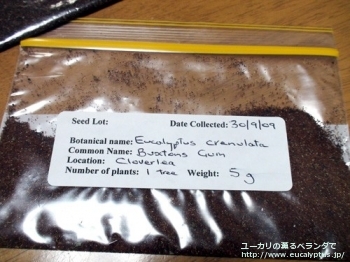 Seed Lot: Date Collected: 30/9/09
Botanical name: Eucalyptus crenulata
Common Name: Buxtons Gum
Location: Cloverlea
Number of plants: 1 tree Weight: 5g
ユーカリの薫るベランダで
http://www.eucalyptus.jp/